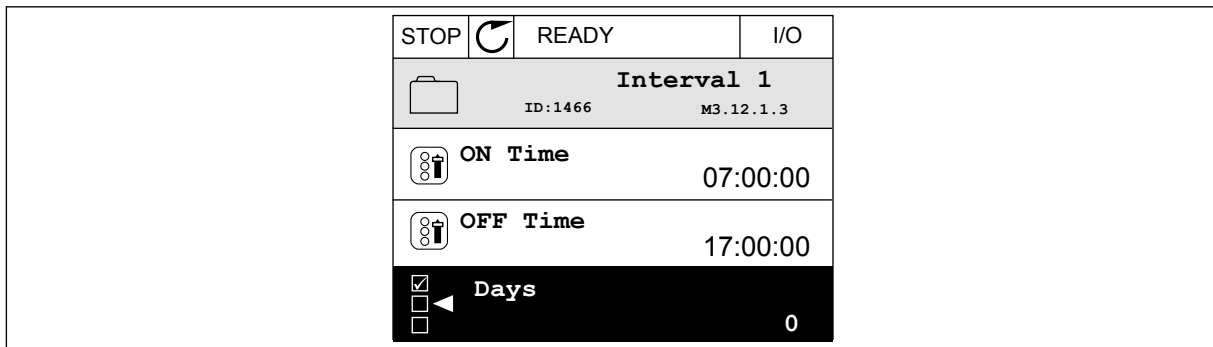 STOP READY I/O
Interval 1
ID:1466 M3.12.1.3
ON Time
07:00:00
OFF Time
17:00:00
Days
0